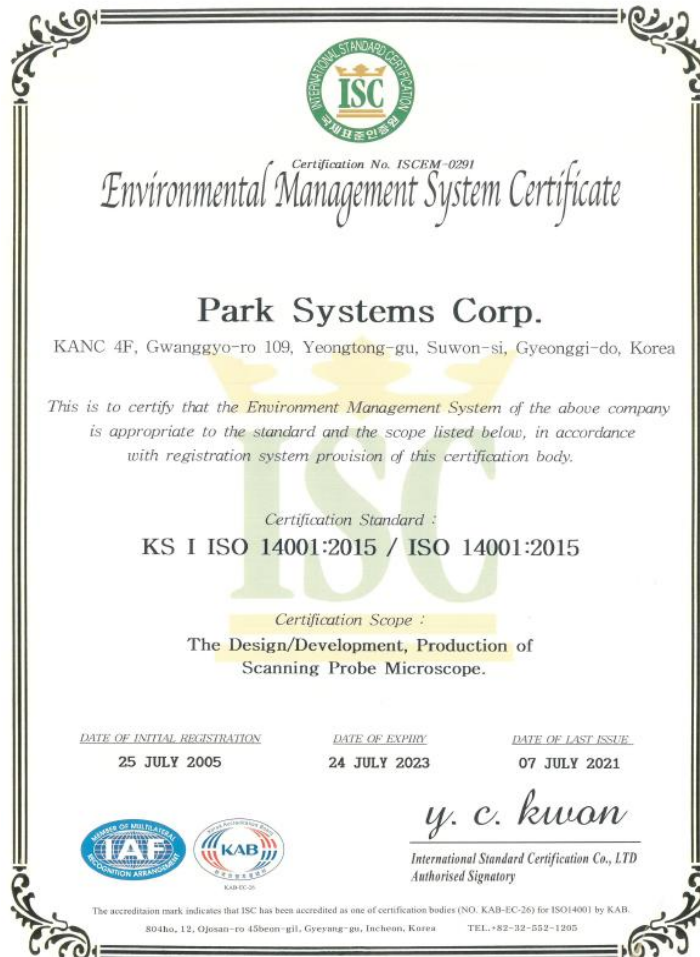 INTERNATIONAL STANDARD CERTIFICATION
ISC
국제표준인증원
Certification No. ISCEM-0291
Environmental Management System Certificate
Park Systems Corp.
KANC 4F, Gwanggyo-ro 109, Yeongtong-gu, Suwon-si, Gyeonggi-do, Korea
This is to certify that the Environment Management System of the above company
is appropriate to the standard and the scope listed below, in accordance
with registration system provision of this certification body.
ISC
Certification Standard :
KS I ISO 14001:2015 / ISO 14001:2015
Certification Scope :
The Design/Development, Production of
Scanning Probe Microscope.
DATE OF INITIAL REGISTRATION DATE OF EXPIRY DATE OF LAST ISSUE
25 JULY 2005 24 JULY 2023 07 JULY 2021
y. c. kwon
MEMBER OF MULTILATERAL
IAF
RECOGNITION ARRANGEMENT
Korea Accreditation Board
KAB
KAB-EC-26
International Standard Certification Co., LTD
Authorised Signatory
The accreditaion mark indicates that ISC has been accredited as one of certification bodies (NO. KAB-EC-26) for ISO14001 by KAB.
804ho, 12, Ojosan-ro 45beon-gil, Gyeyang-gu, Incheon, Korea TEL.+82-32-552-1205